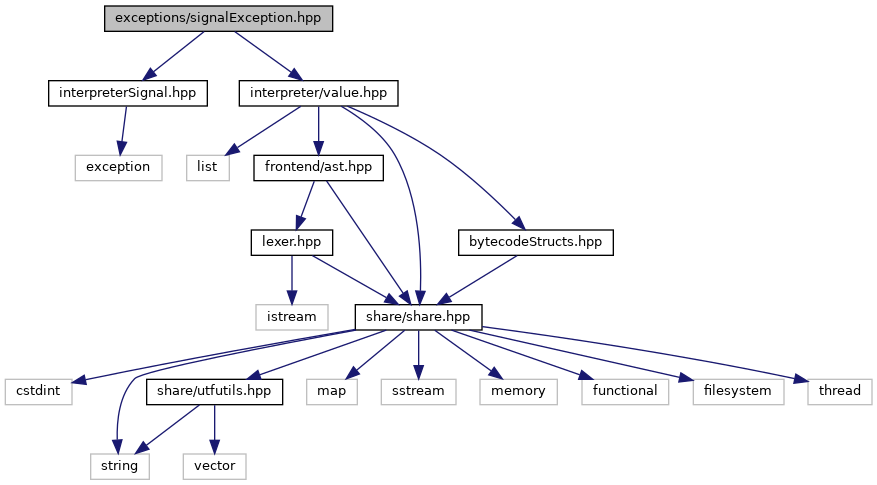 exceptions/signalException.hpp
interpreterSignal.hpp
interpreter/value.hpp
exception
list
frontend/ast.hpp
lexer.hpp
bytecodeStructs.hpp
istream
share/share.hpp
cstdint
share/utfutils.hpp
map
sstream
memory
functional
filesystem
thread
string
vector